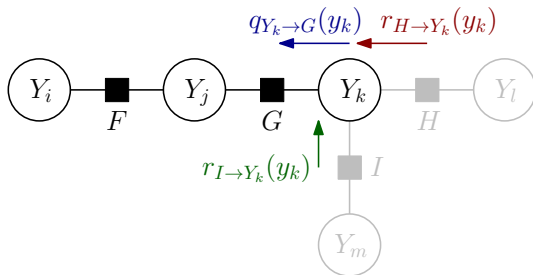 q_{Y_k→G}(y_k) r_{H→Y_k}(y_k)
Y_i Y_j Y_k Y_l
F G H
r_{I→Y_k}(y_k) I
Y_m